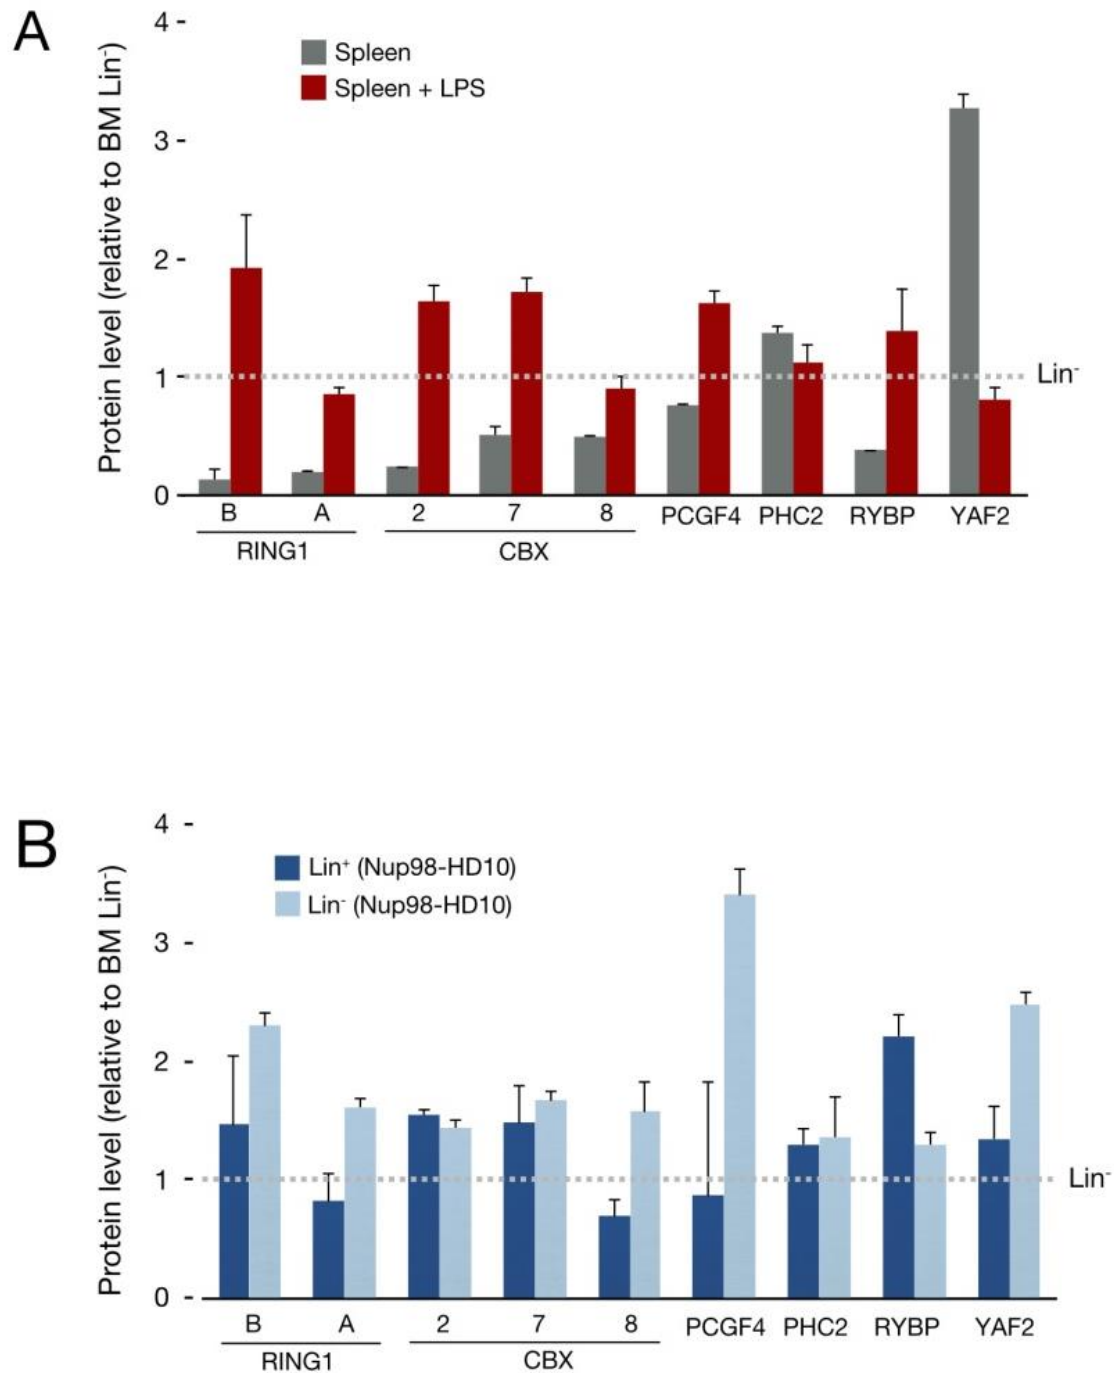 A
Protein level (relative to BM Lin⁻)
4
3
2
1
0
Spleen
Spleen + LPS
Lin⁻
B A 2 7 8 PCGF4 PHC2 RYBP YAF2
RING1 CBX
B
Protein level (relative to BM Lin⁻)
4
3
2
1
0
Lin⁺ (Nup98-HD10)
Lin⁻ (Nup98-HD10)
Lin⁻
B A 2 7 8 PCGF4 PHC2 RYBP YAF2
RING1 CBX